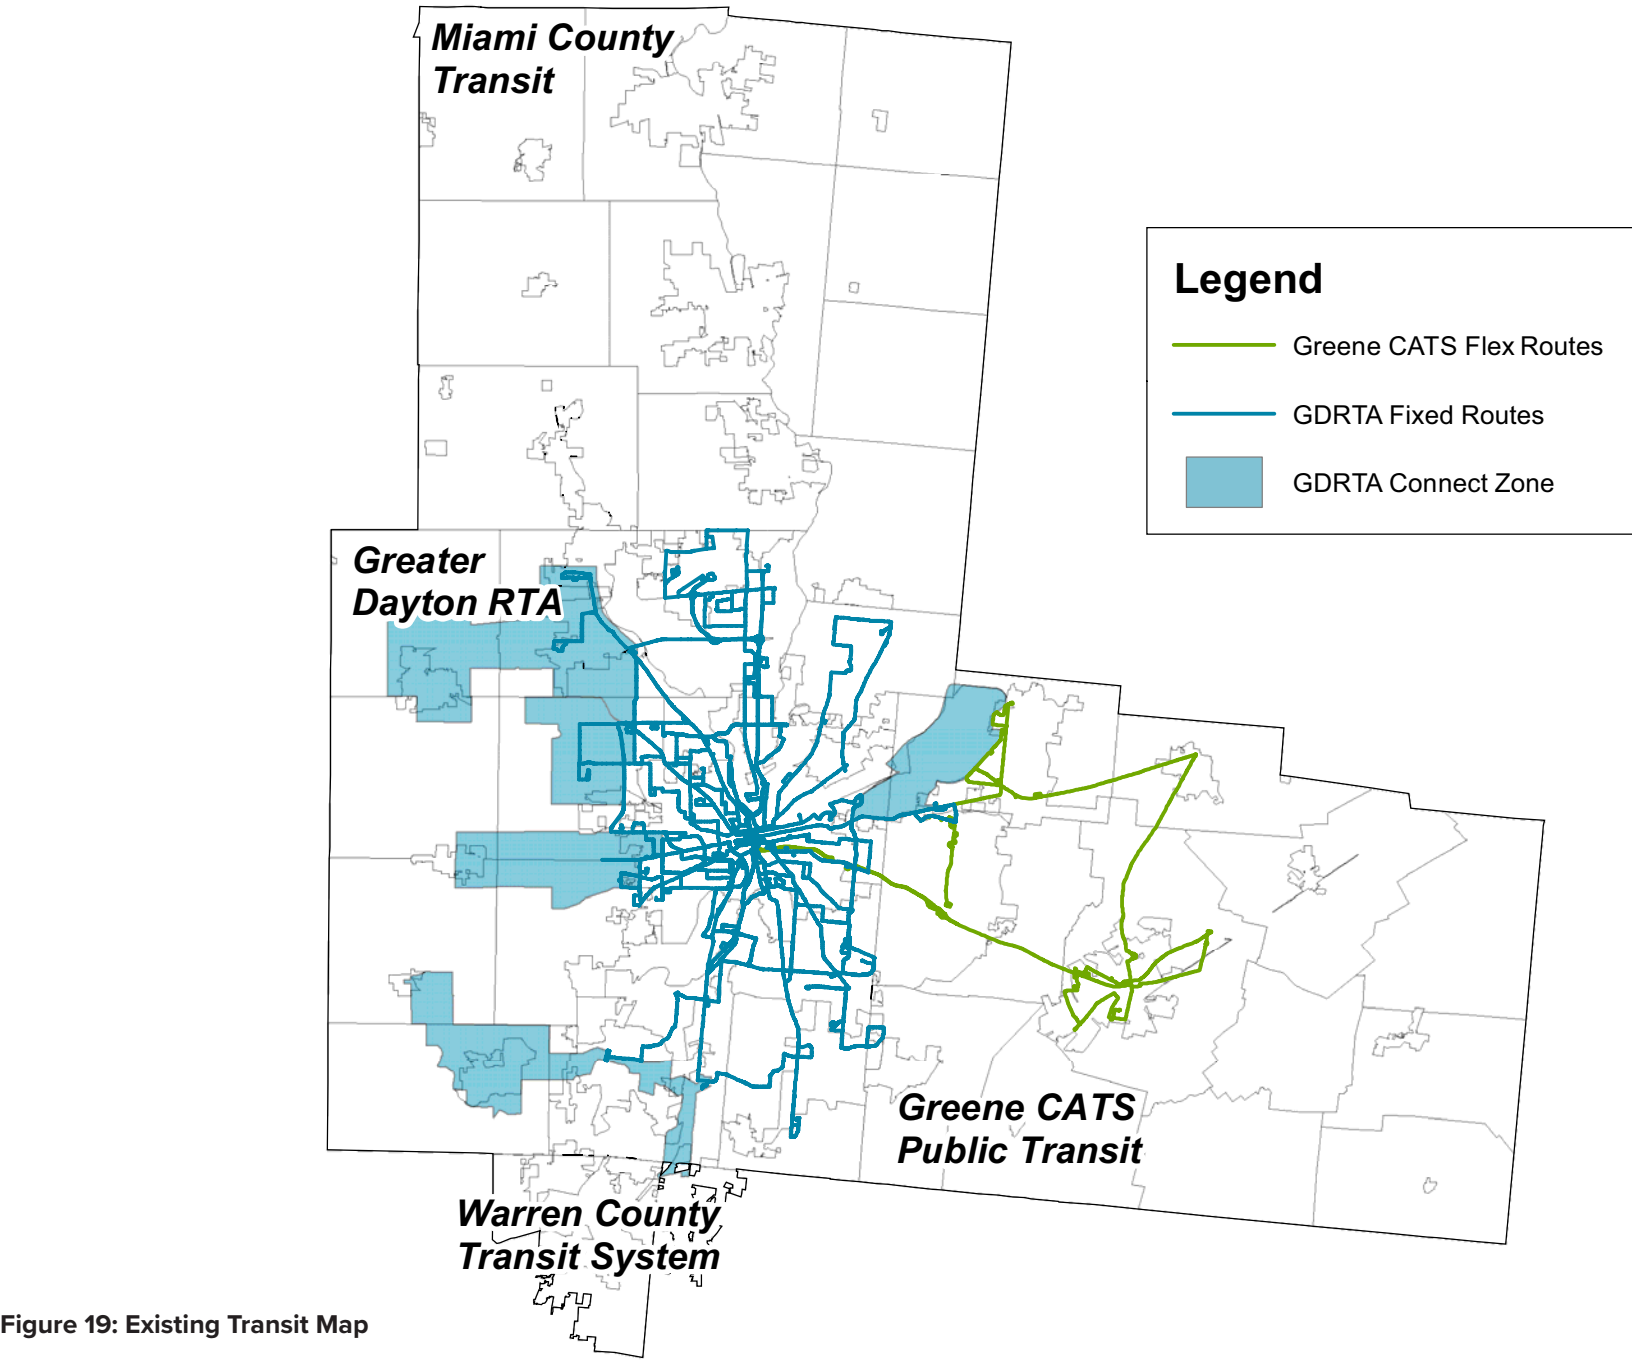 Miami County
Transit
Legend
Greene CATS Flex Routes
GDRTA Fixed Routes
GDRTA Connect Zone
Greater
Dayton RTA
Greene CATS
Public Transit
Warren County
Transit System
Figure 19: Existing Transit Map